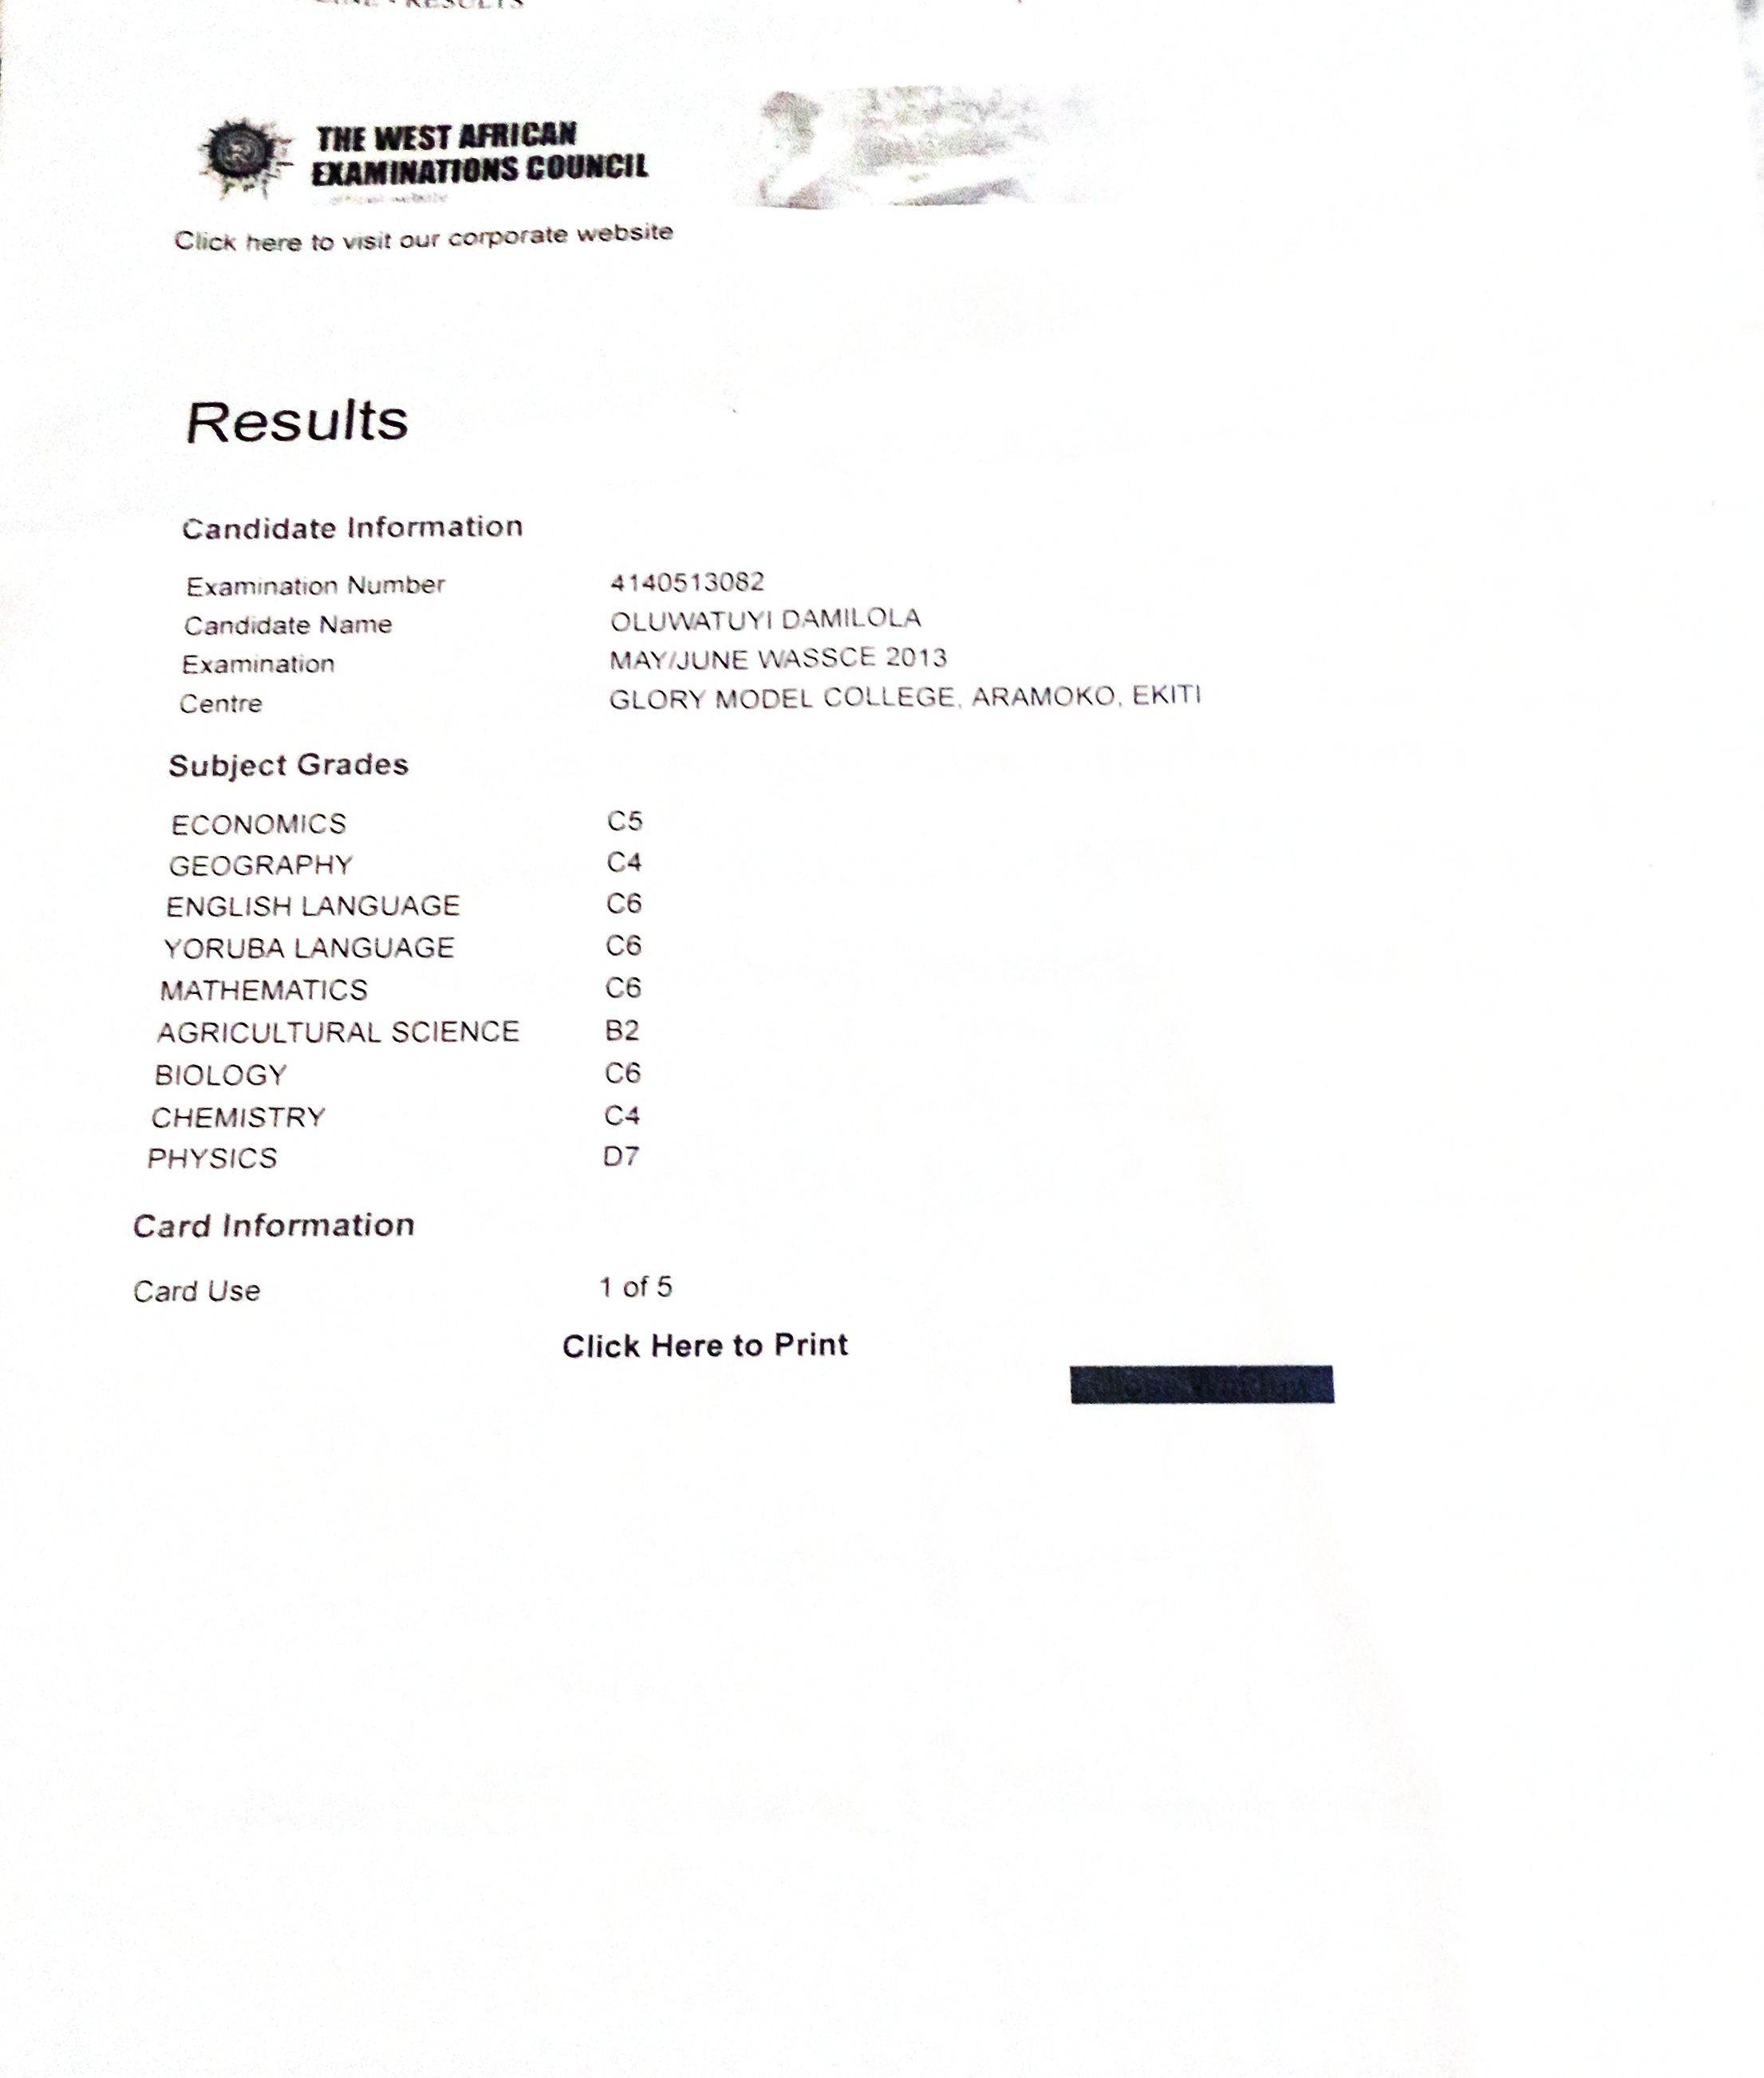 RESULTS
THE WEST AFRICAN
EXAMINATIONS COUNCIL
Click here to visit our corporate website
Results
Candidate Information
Examination Number 4140513082
Candidate Name OLUWATUYI DAMILOLA
Examination MAY/JUNE WASSCE 2013
Centre GLORY MODEL COLLEGE, ARAMOKO, EKITI
Subject Grades
ECONOMICS C5
GEOGRAPHY C4
ENGLISH LANGUAGE C6
YORUBA LANGUAGE C6
MATHEMATICS C6
AGRICULTURAL SCIENCE B2
BIOLOGY C6
CHEMISTRY C4
PHYSICS D7
Card Information
Card Use 1 of 5
Click Here to Print